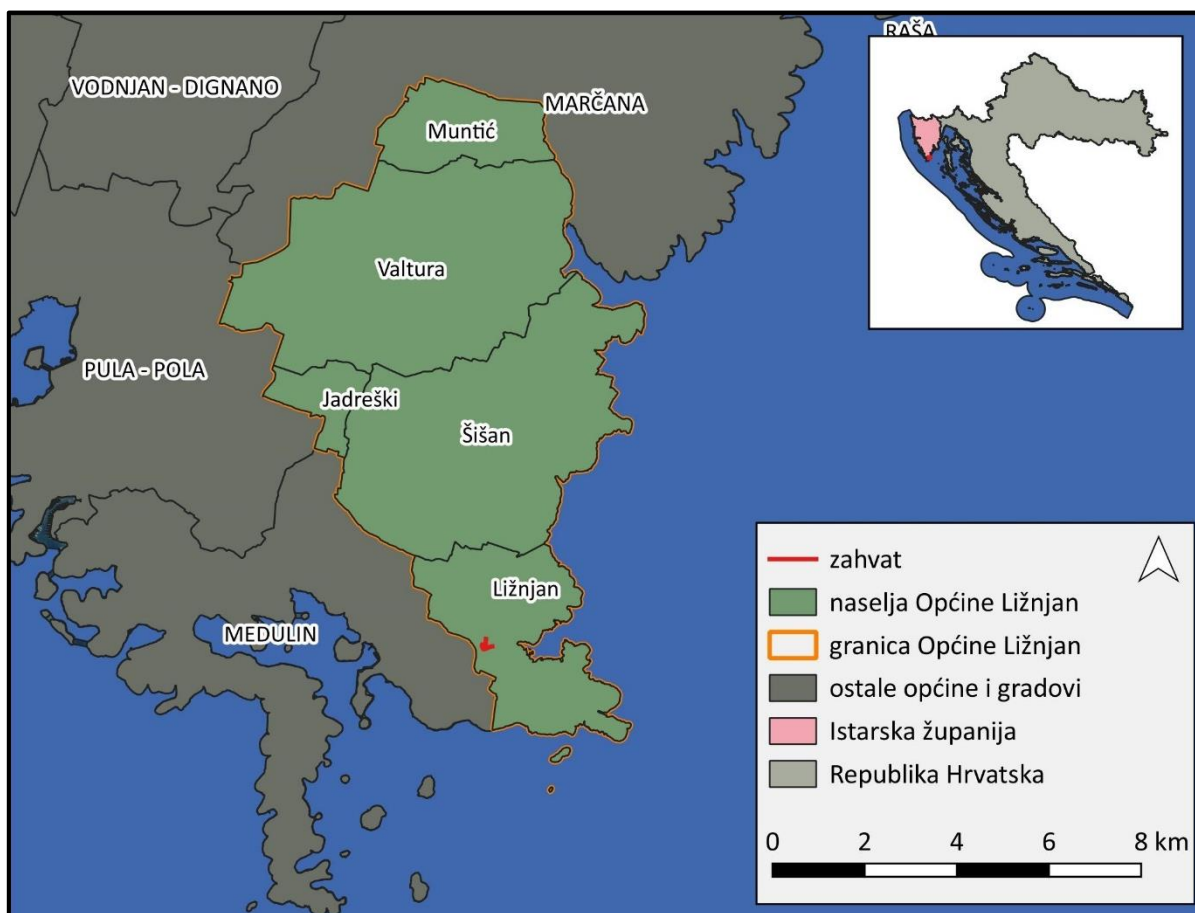 RAŠA
VODNJAN - DIGNANO
MARČANA
Muntić
Valtura
PULA - POLA
Jadreški
Šišan
Ližnjan
MEDULIN
zahvat
naselja Općine Ližnjan
granica Općine Ližnjan
ostale općine i gradovi
Istarska županija
Republika Hrvatska
0 2 4 6 8 km